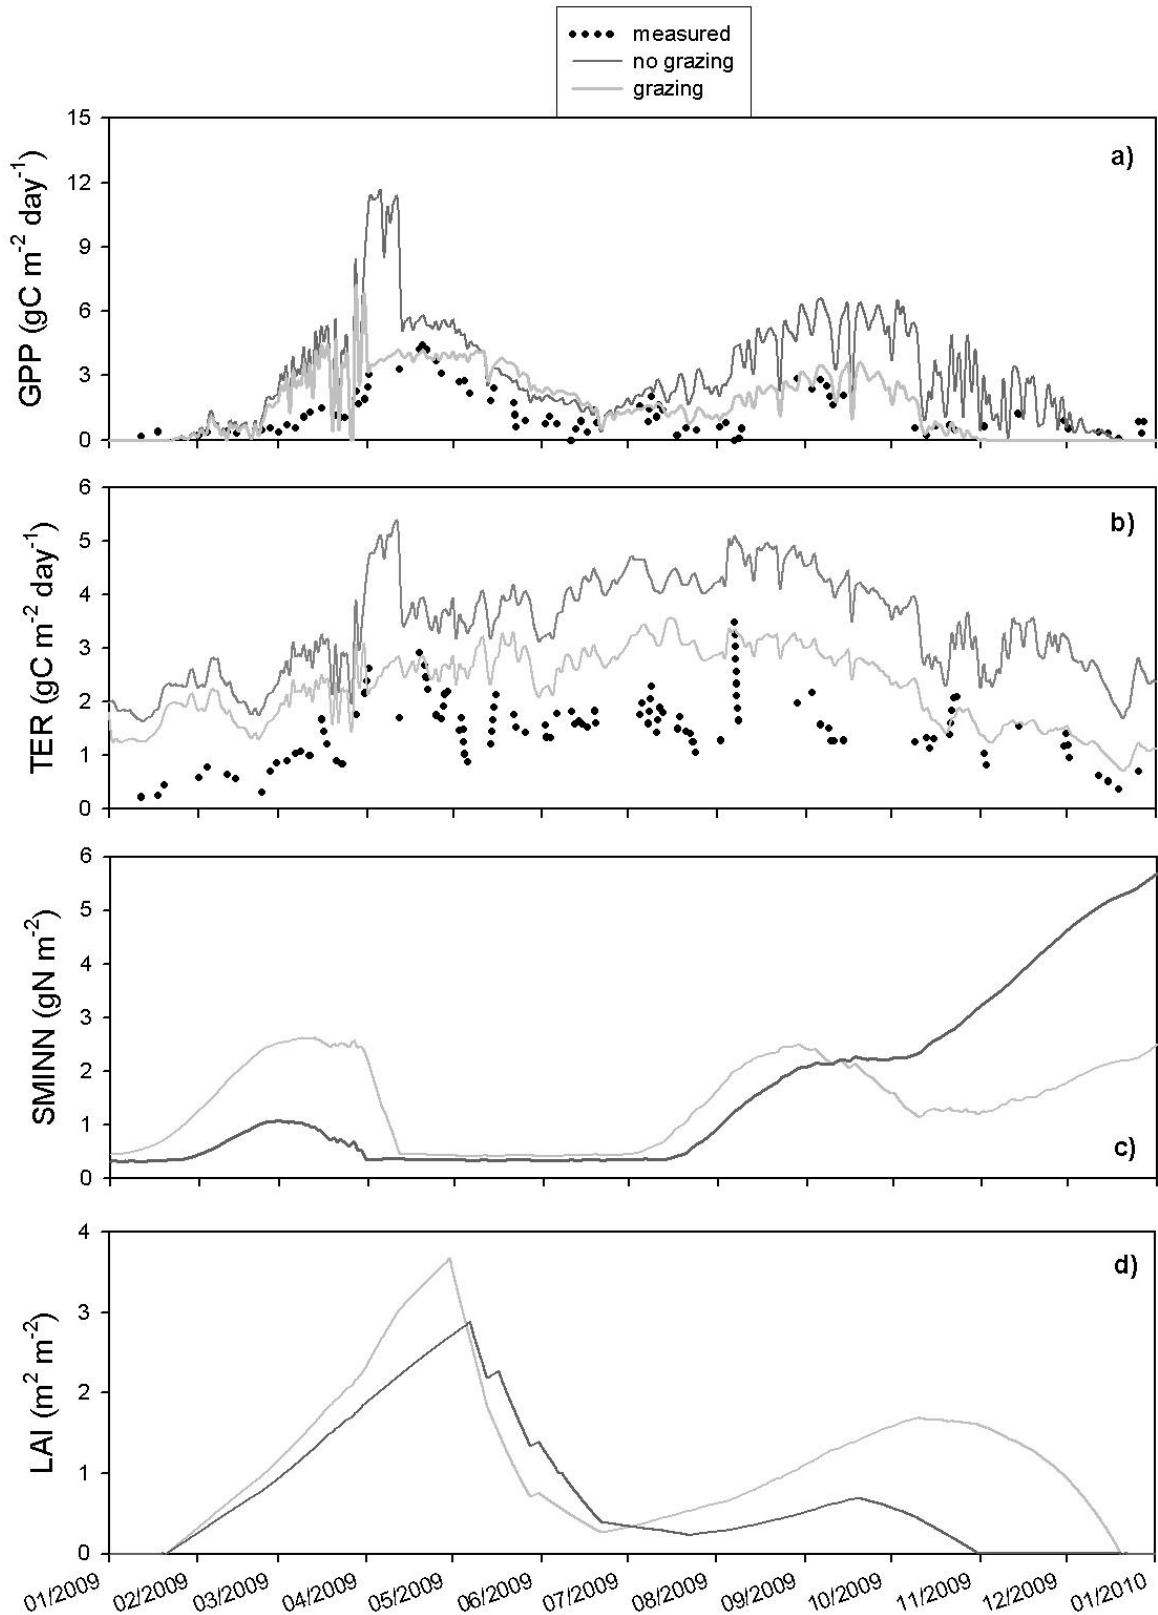 measured
no grazing
grazing
a)
GPP (gC m-2 day-1)
15
12
9
6
3
0
b)
TER (gC m-2 day-1)
6
5
4
3
2
1
0
c)
SMINN (gN m-2)
6
5
4
3
2
1
0
d)
LAI (m2 m-2)
4
3
2
1
0
01/2009 02/2009 03/2009 04/2009 05/2009 06/2009 07/2009 08/2009 09/2009 10/2009 11/2009 12/2009 01/2010